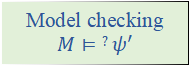 Model checking
M ⊨ ? ψ′